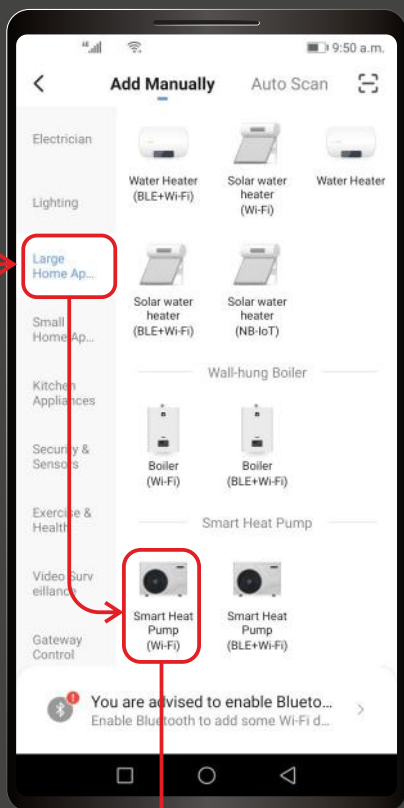 9:50 a.m.
Add Manually
Auto Scan
Electrician
Lighting
Large
Home Ap...
Small
Home Ap...
Kitchen
Appliances
Security &
Sensors
Exercise &
Health
Video Surv
eillance
Gateway
Control
Water Heater
(BLE+Wi-Fi)
Solar water
heater
(Wi-Fi)
Water Heater
Solar water
heater
(BLE+Wi-Fi)
Solar water
heater
(NB-IoT)
Wall-hung Boiler
Boiler
(Wi-Fi)
Boiler
(BLE+Wi-Fi)
Smart Heat Pump
Smart Heat
Pump
(Wi-Fi)
Smart Heat
Pump
(BLE+Wi-Fi)
You are advised to enable Blueto...
Enable Bluetooth to add some Wi-Fi d...